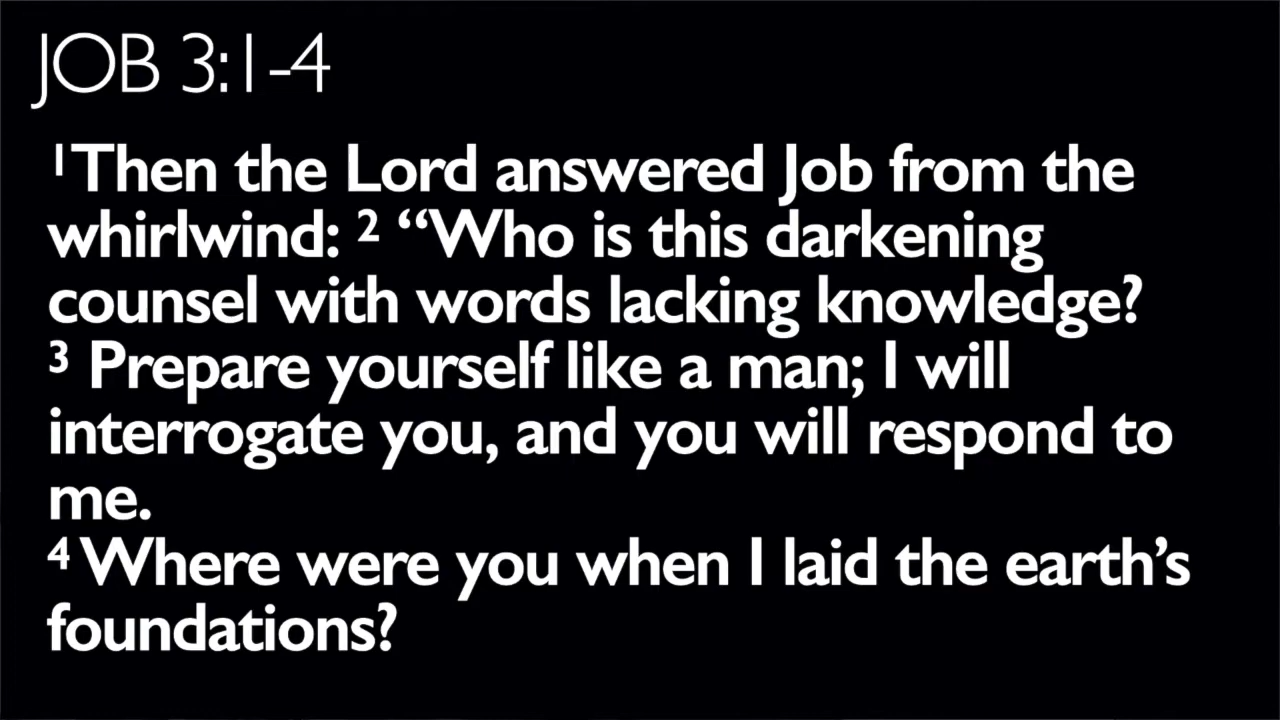 JOB 3:1-4
¹Then the Lord answered Job from the
whirlwind: ² “Who is this darkening
counsel with words lacking knowledge?
³ Prepare yourself like a man; I will
interrogate you, and you will respond to
me.
⁴ Where were you when I laid the earth’s
foundations?